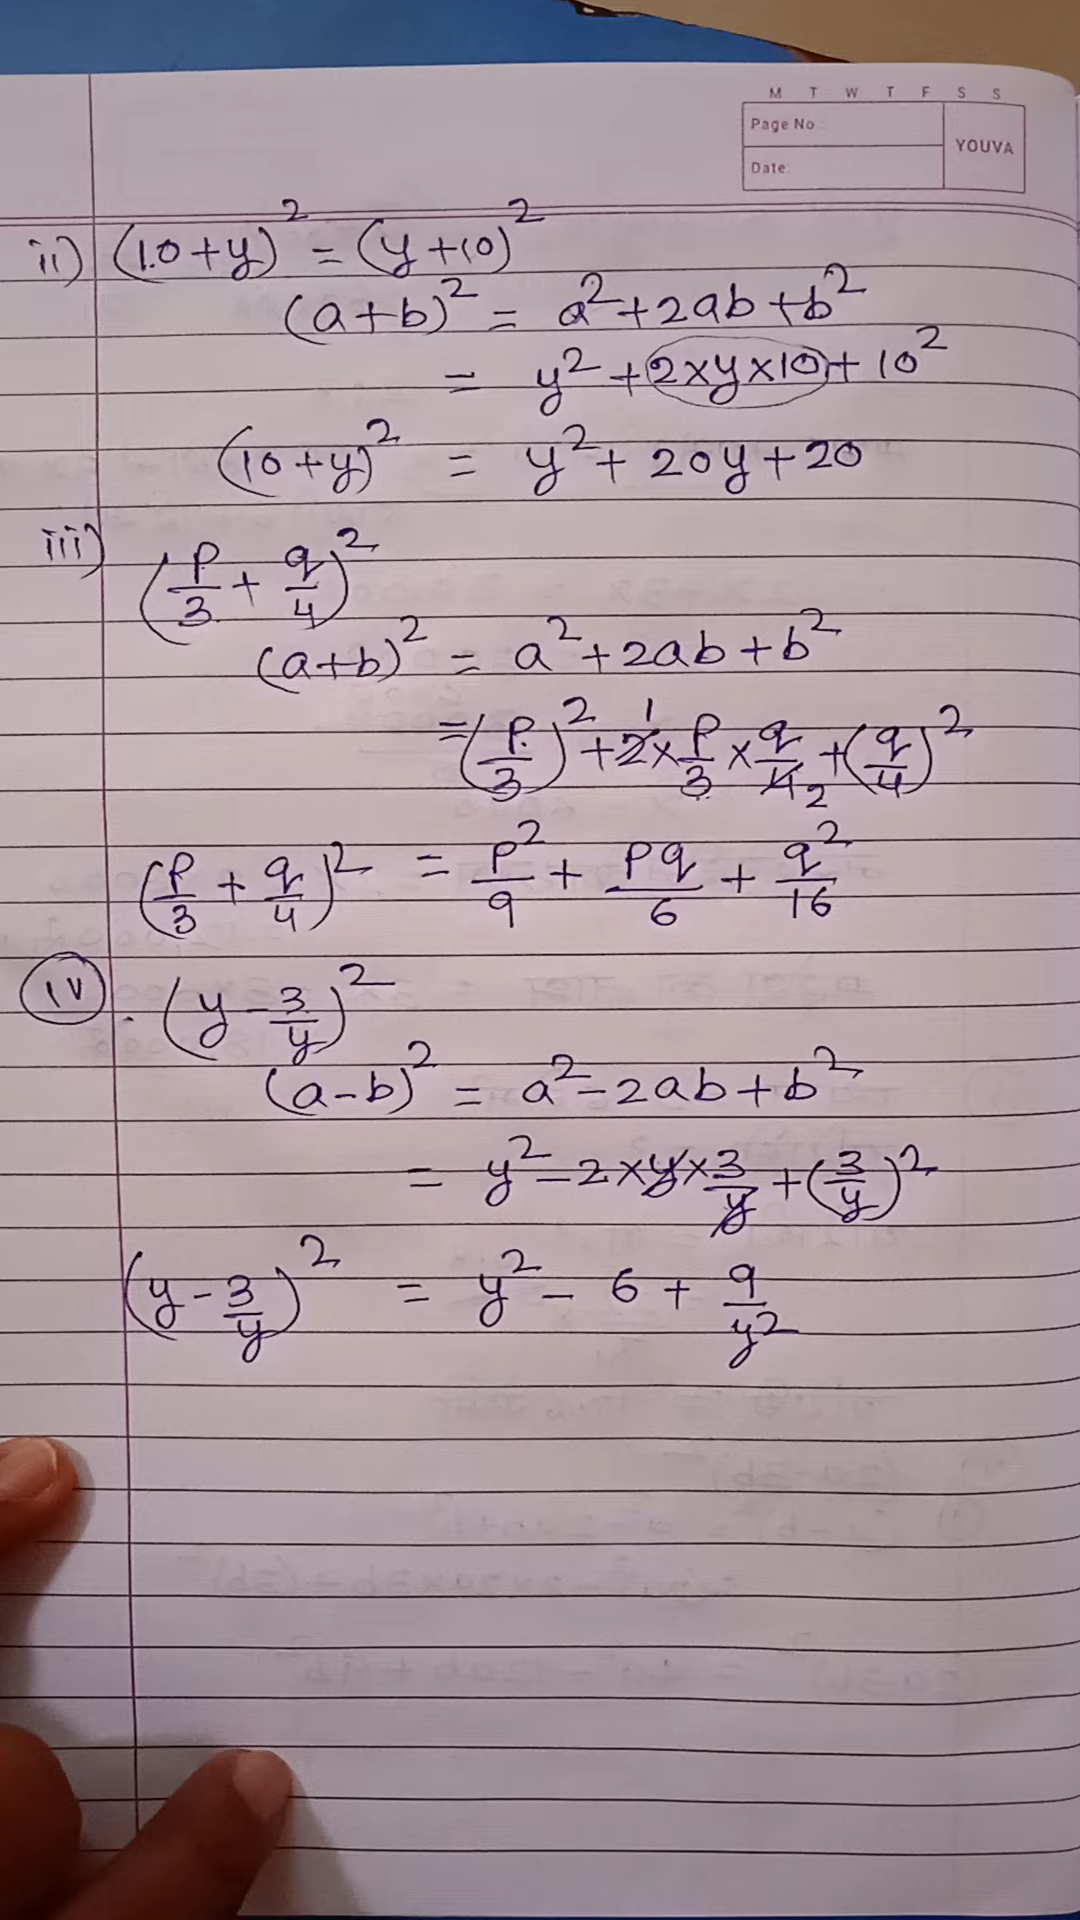 M T W T F S S
Page No
YOUVA
Date:
ii) (10+y)² = (y+10)²
(a+b)² = a²+2ab+b²
= y²+2×y×10+10²
(10+y)² = y²+20y+20
iii) (p/3 + q/4)²
(a+b)² = a²+2ab+b²
= (p/3)² + 2 1 × p/3 × q/4 2 + (q/4)²
(p/3 + q/4)² = p²/9 + pq/6 + q²/16
iv) (y - 3/y)²
(a-b)² = a²-2ab+b²
= y²-2×y×3/y+(3/y)²
(y - 3/y)² = y² - 6 + 9/y²